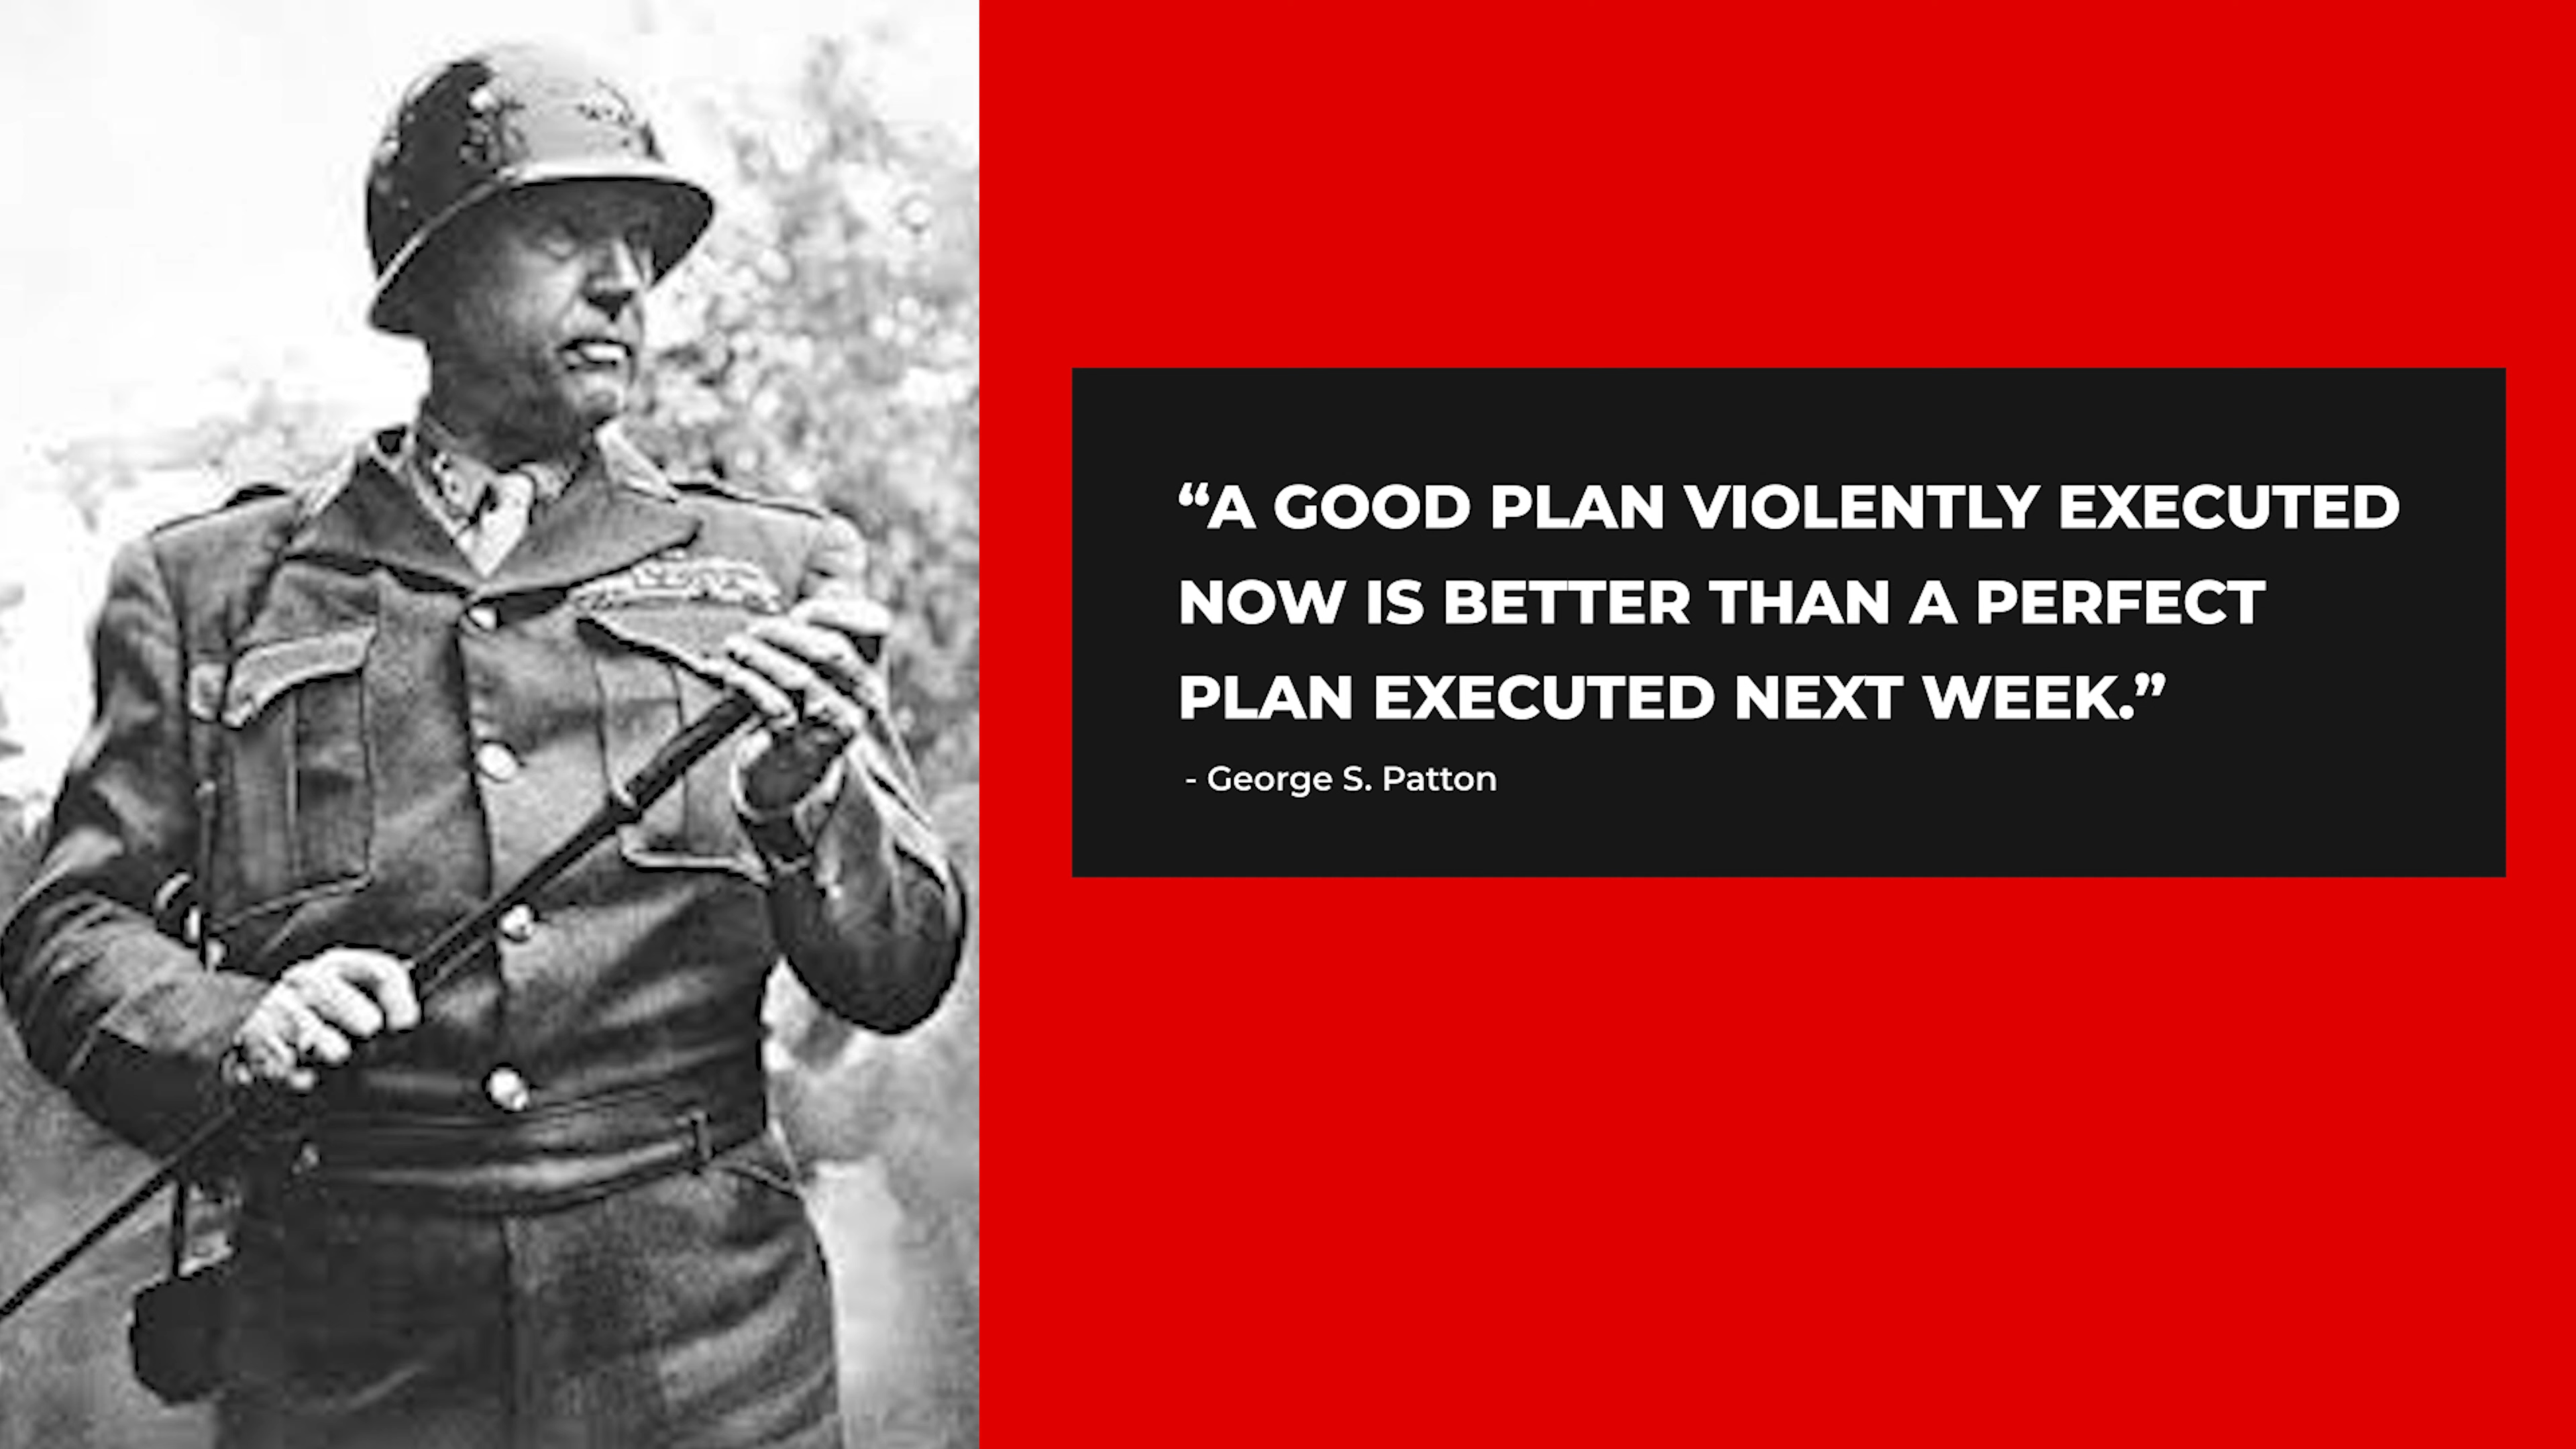 “A GOOD PLAN VIOLENTLY EXECUTED
NOW IS BETTER THAN A PERFECT
PLAN EXECUTED NEXT WEEK.”
- George S. Patton